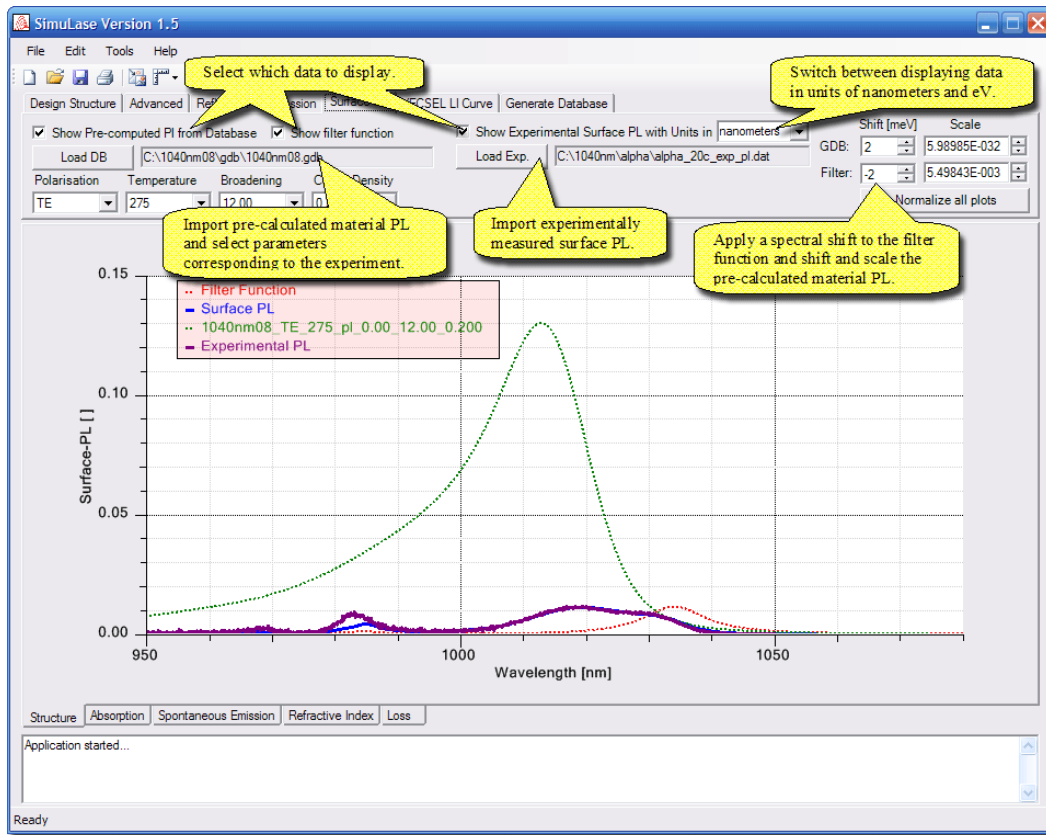 SimuLase Version 1.5
File Edit Tools Help
Select which data to display.
Switch between displaying data
in units of nanometers and eV.
Design Structure Advanced VECSEL LI Curve Generate Database
Show Pre-computed Pl from Database Show filter function Show Experimental Surface PL with Units in nanometers
Shift [meV] Scale
Load DB C:\1040nm08\gdb\1040nm08.gdb Load Exp. C:\1040nm\alpha\alpha_20c_exp_pl.dat GDB: 2 5.98985E-032
Polarisation Temperature Broadening Density Filter: -2 5.49843E-003
TE 275 12.00 0 Normalize all plots
Import pre-calculated material PL
and select parameters
corresponding to the experiment.
Import experimentally
measured surface PL.
Apply a spectral shift to the filter
function and shift and scale the
pre-calculated material PL.
0.15
Filter Function
Surface PL
1040nm08_TE_275_pl_0.00_12.00_0.200
Experimental PL
0.10
Surface-PL [ ]
0.05
0.00
950 1000 1050
Wavelength [nm]
Structure Absorption Spontaneous Emission Refractive Index Loss
Application started...
Ready